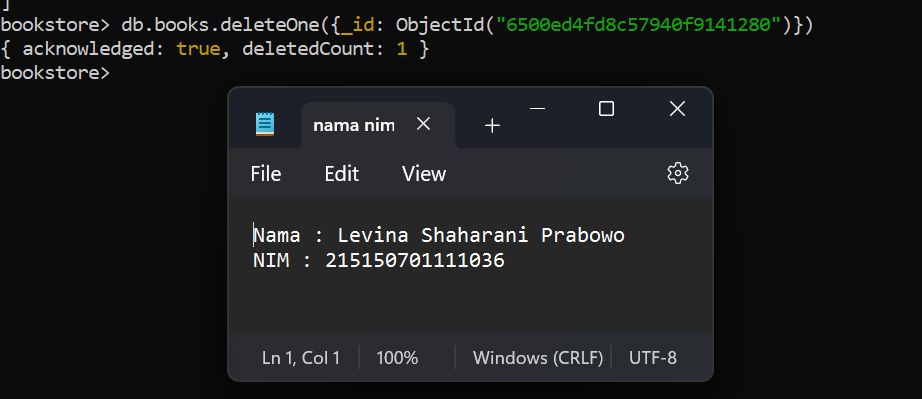 ]
bookstore> db.books.deleteOne({_id: ObjectId("6500ed4fd8c57940f9141280")})
{ acknowledged: true, deletedCount: 1 }
bookstore>
nama nim
File Edit View
Nama : Levina Shaharani Prabowo
NIM : 215150701111036
Ln 1, Col 1 100% Windows (CRLF) UTF-8